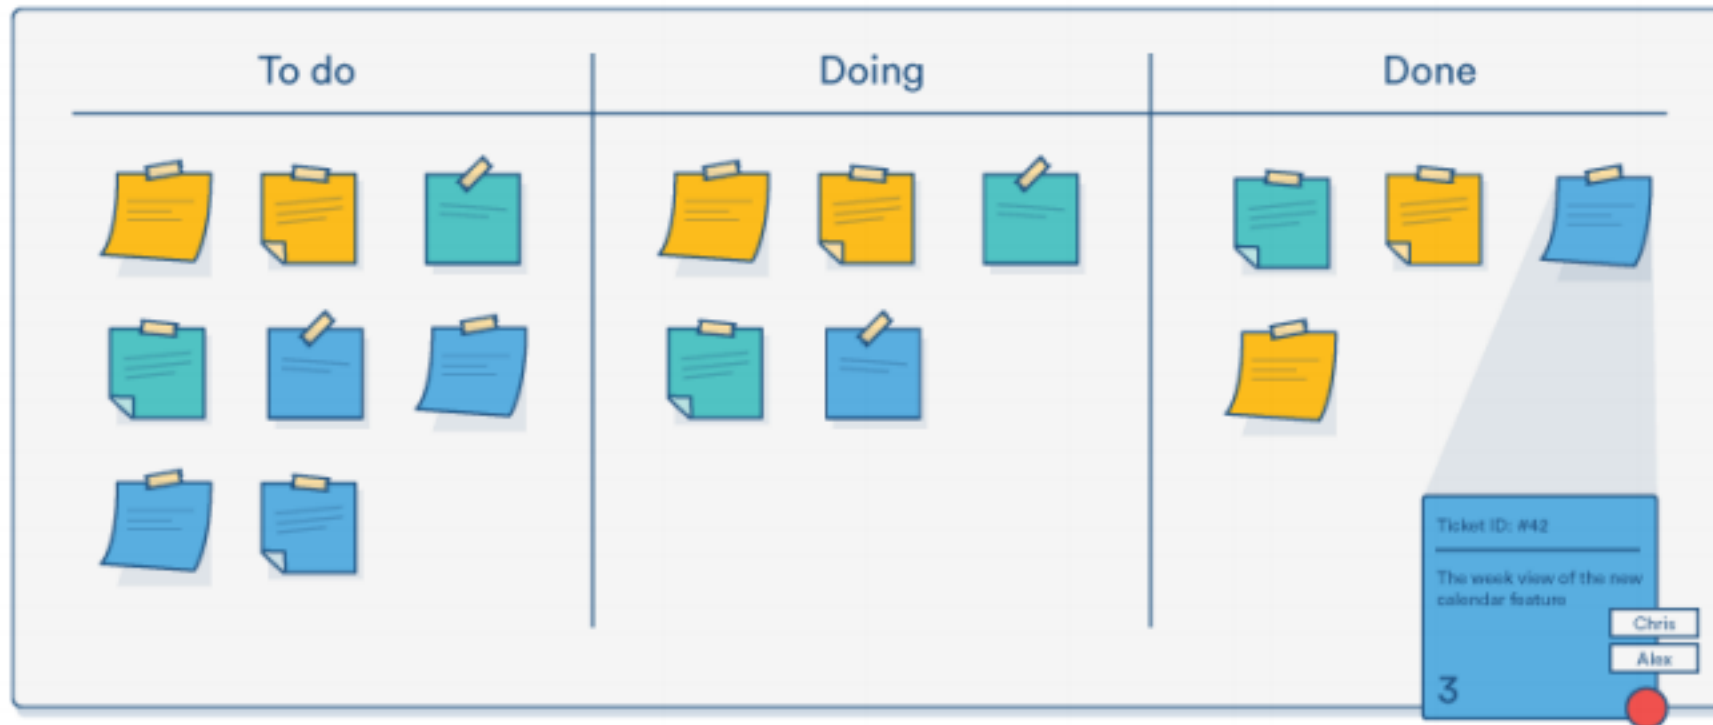 To do
Doing
Done
Ticket ID: #42
The week view of the new
calendar feature
Chris
Alex
3